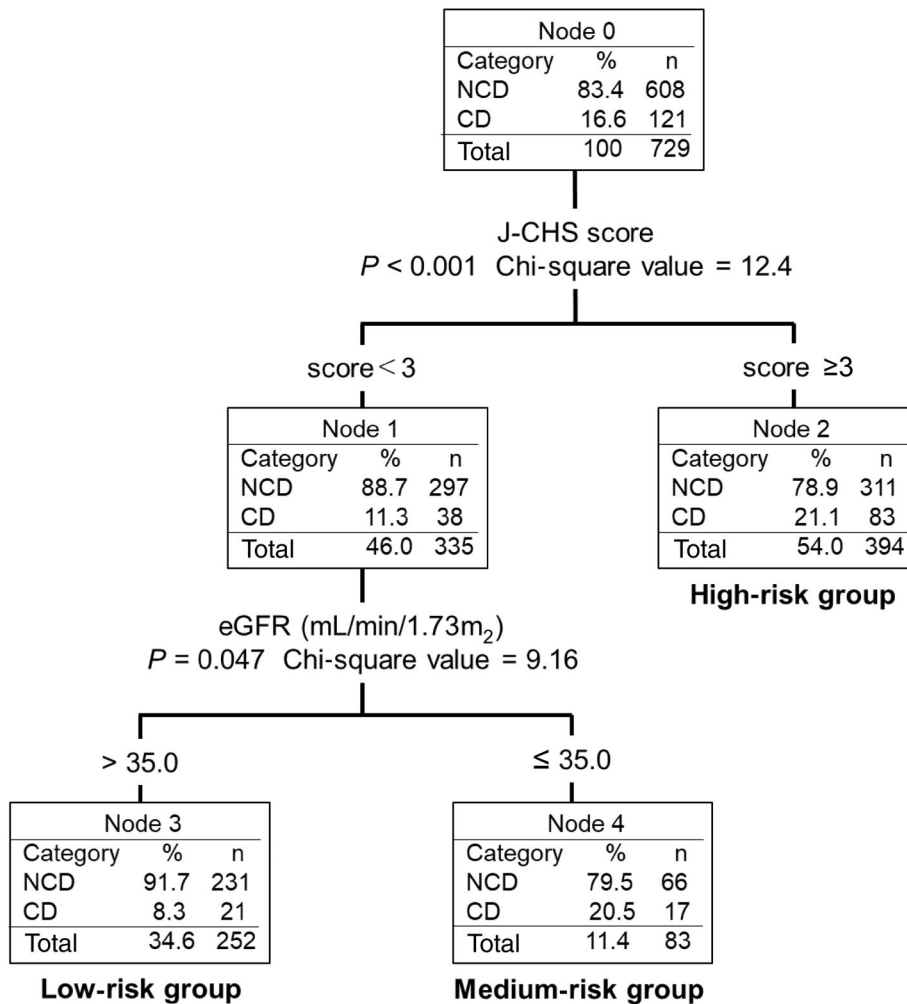 Node 0
Category % n
NCD 83.4 608
CD 16.6 121
Total 100 729
J-CHS score
P < 0.001 Chi-square value = 12.4
score < 3
score ≥3
Node 1
Category % n
NCD 88.7 297
CD 11.3 38
Total 46.0 335
Node 2
Category % n
NCD 78.9 311
CD 21.1 83
Total 54.0 394
High-risk group
eGFR (mL/min/1.73m₂)
P = 0.047 Chi-square value = 9.16
> 35.0
≤ 35.0
Node 3
Category % n
NCD 91.7 231
CD 8.3 21
Total 34.6 252
Low-risk group
Node 4
Category % n
NCD 79.5 66
CD 20.5 17
Total 11.4 83
Medium-risk group